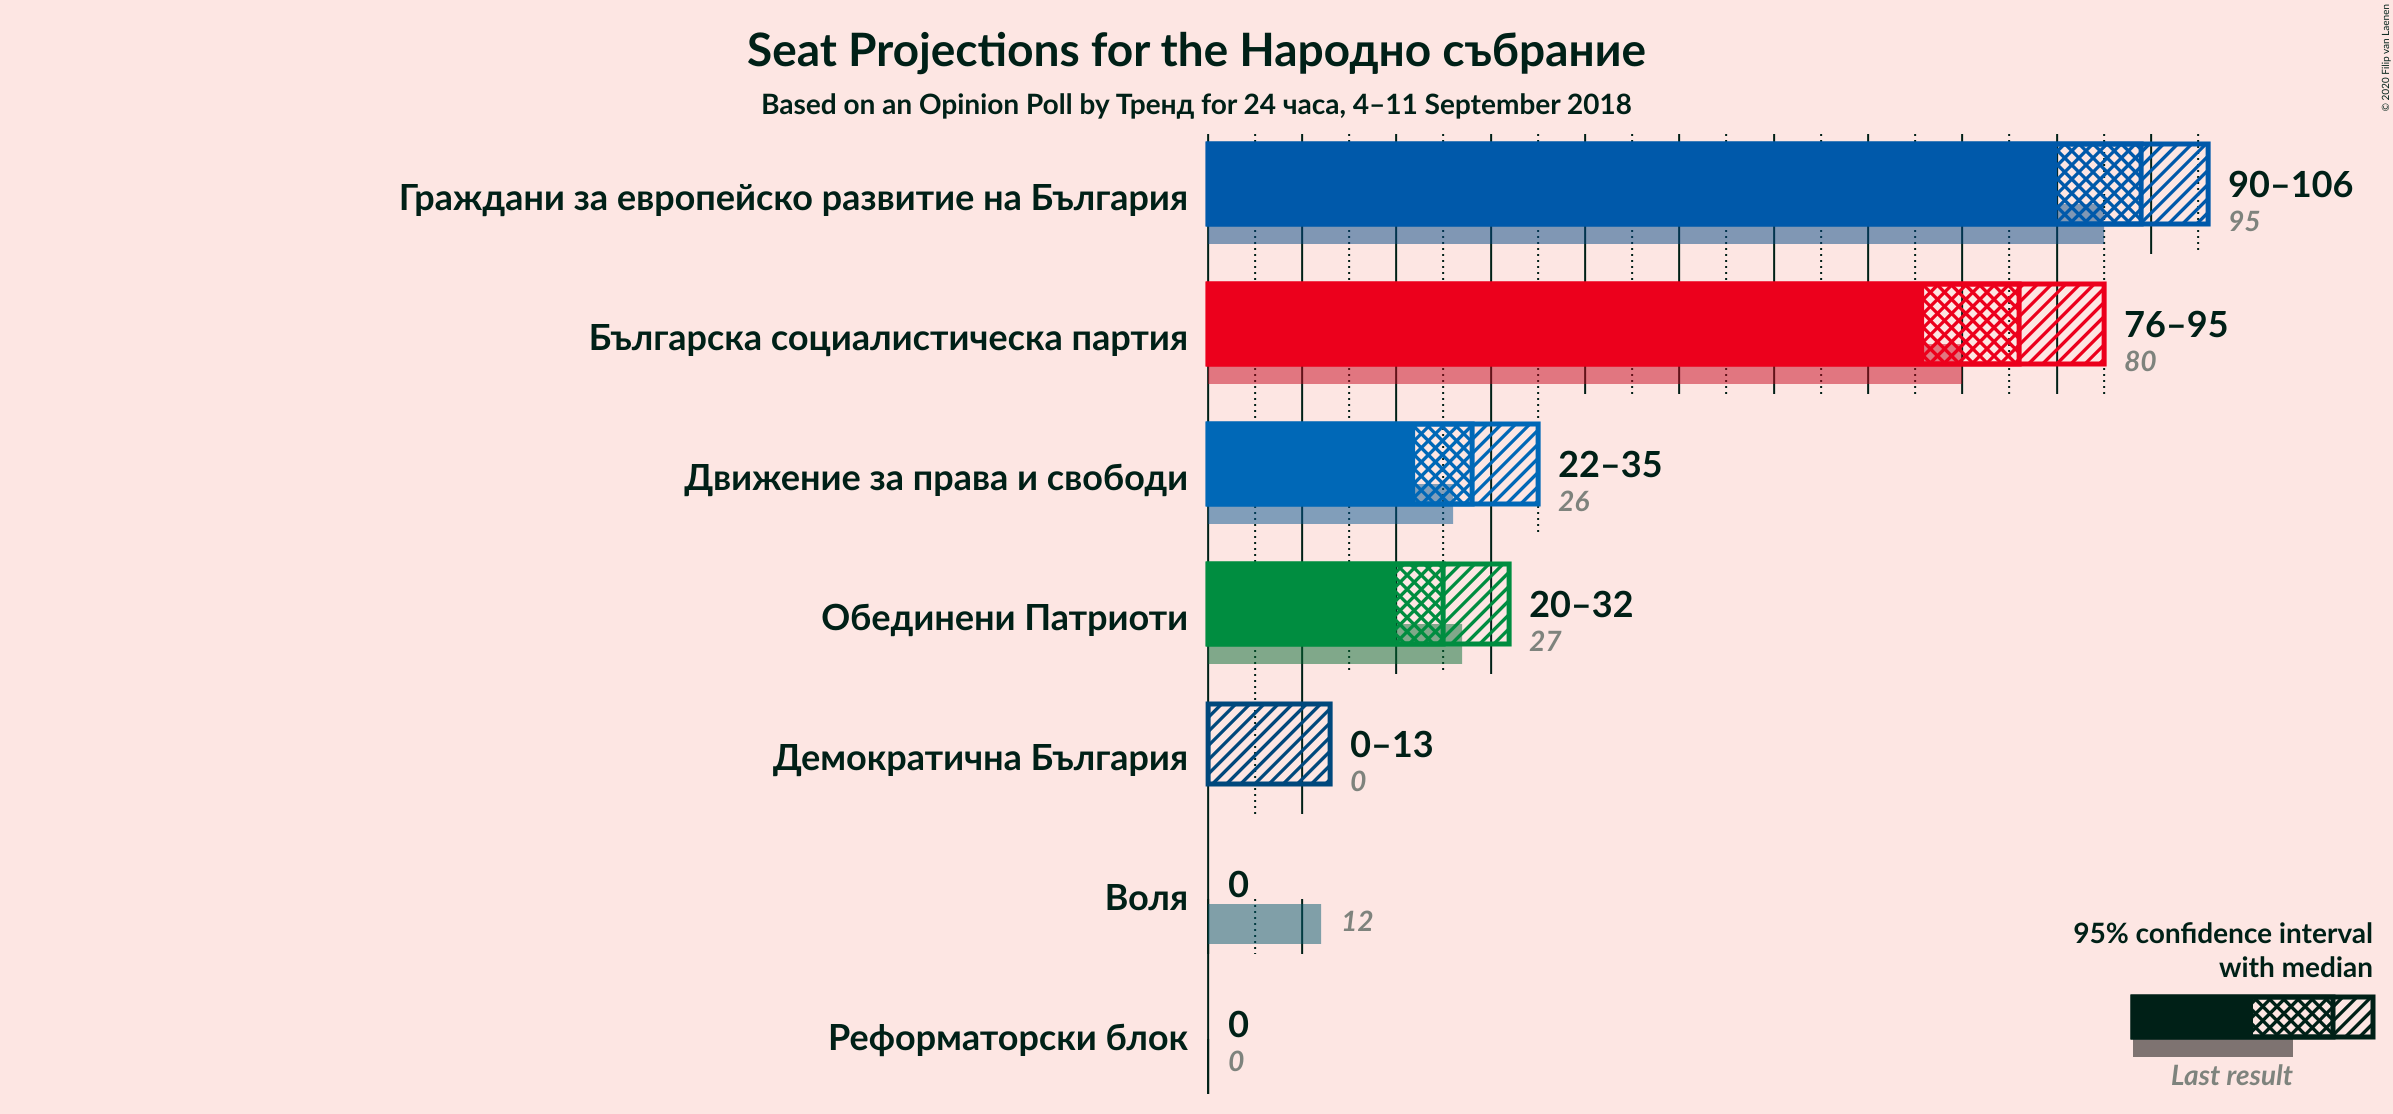 Seat Projections for the Народно събрание
Based on an Opinion Poll by Тренд for 24 часа, 4–11 September 2018
© 2020 Filip van Laenen
Граждани за европейско развитие на България
90–106
95
Българска социалистическа партия
76–95
80
Движение за права и свободи
22–35
26
Обединени Патриоти
20–32
27
Демократична България
0–13
0
Воля
0
12
Реформаторски блок
0
0
95% confidence interval
with median
Last result